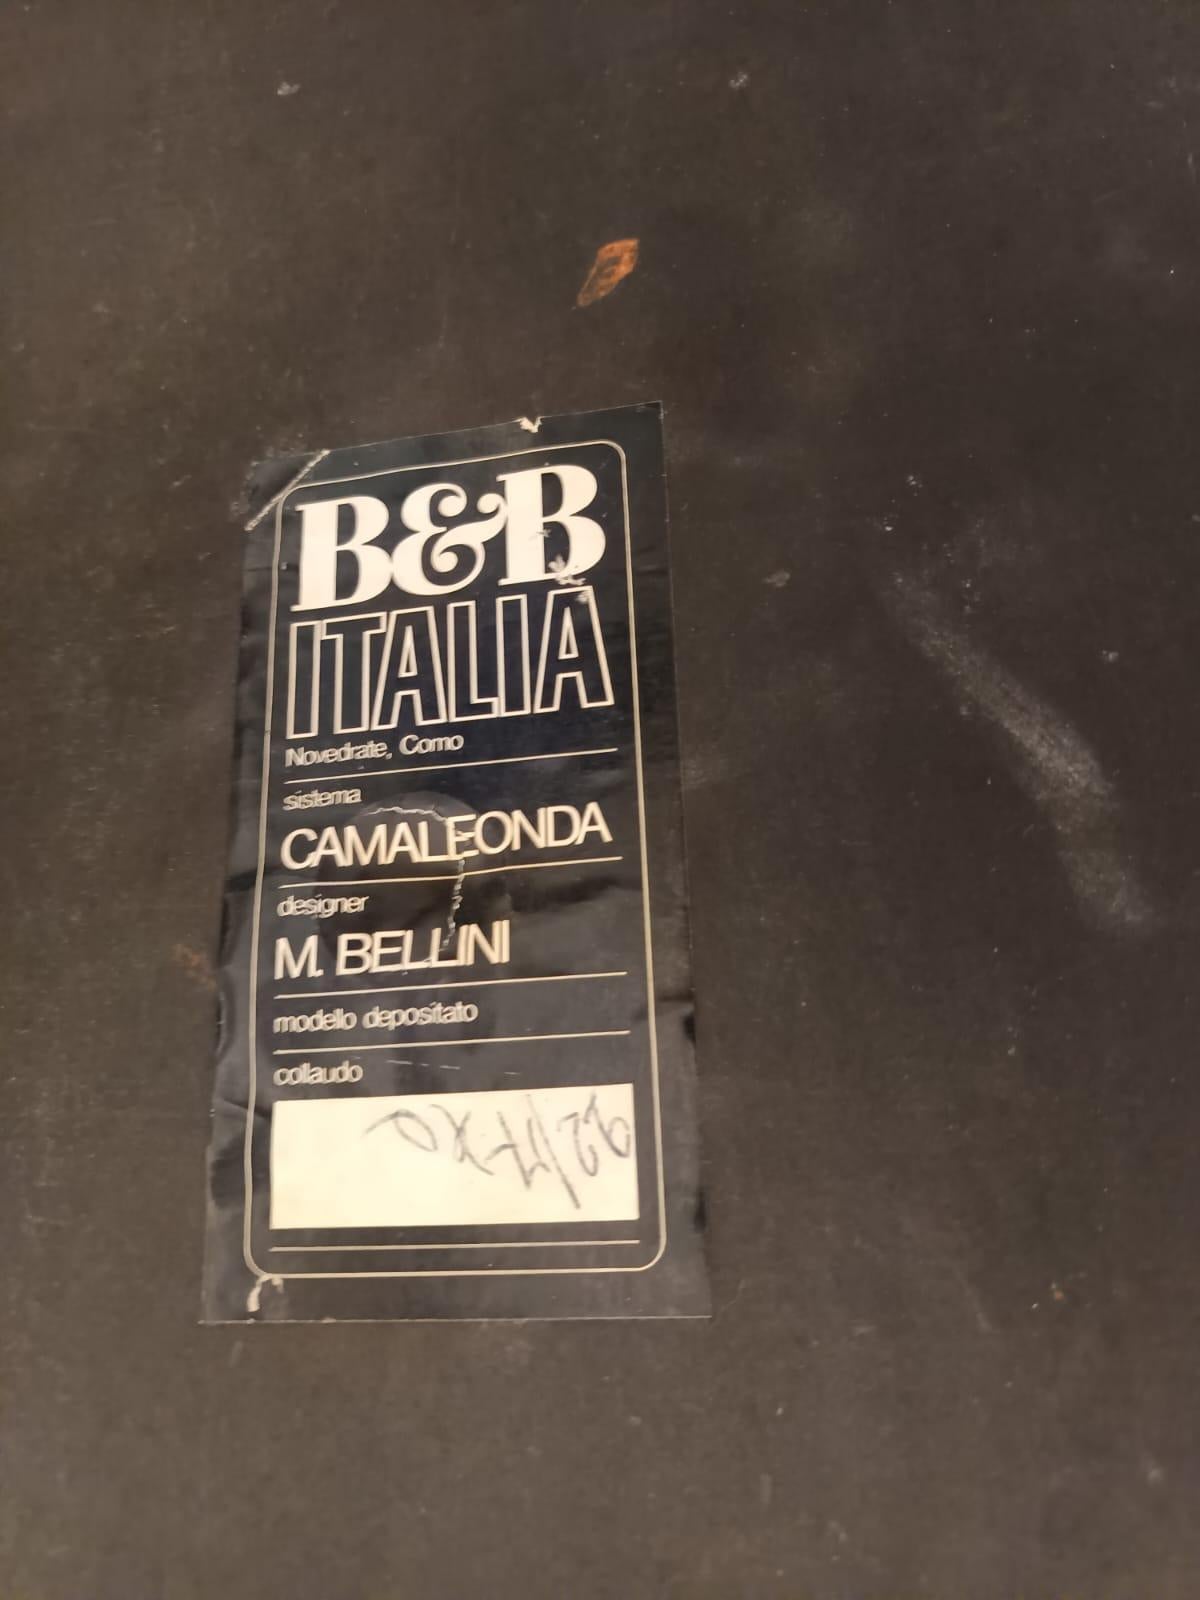 B&B
ITALIA
Novedrate, Como
sistema
CAMALEONDA
designer
M. BELLINI
modello depositato
collaudo